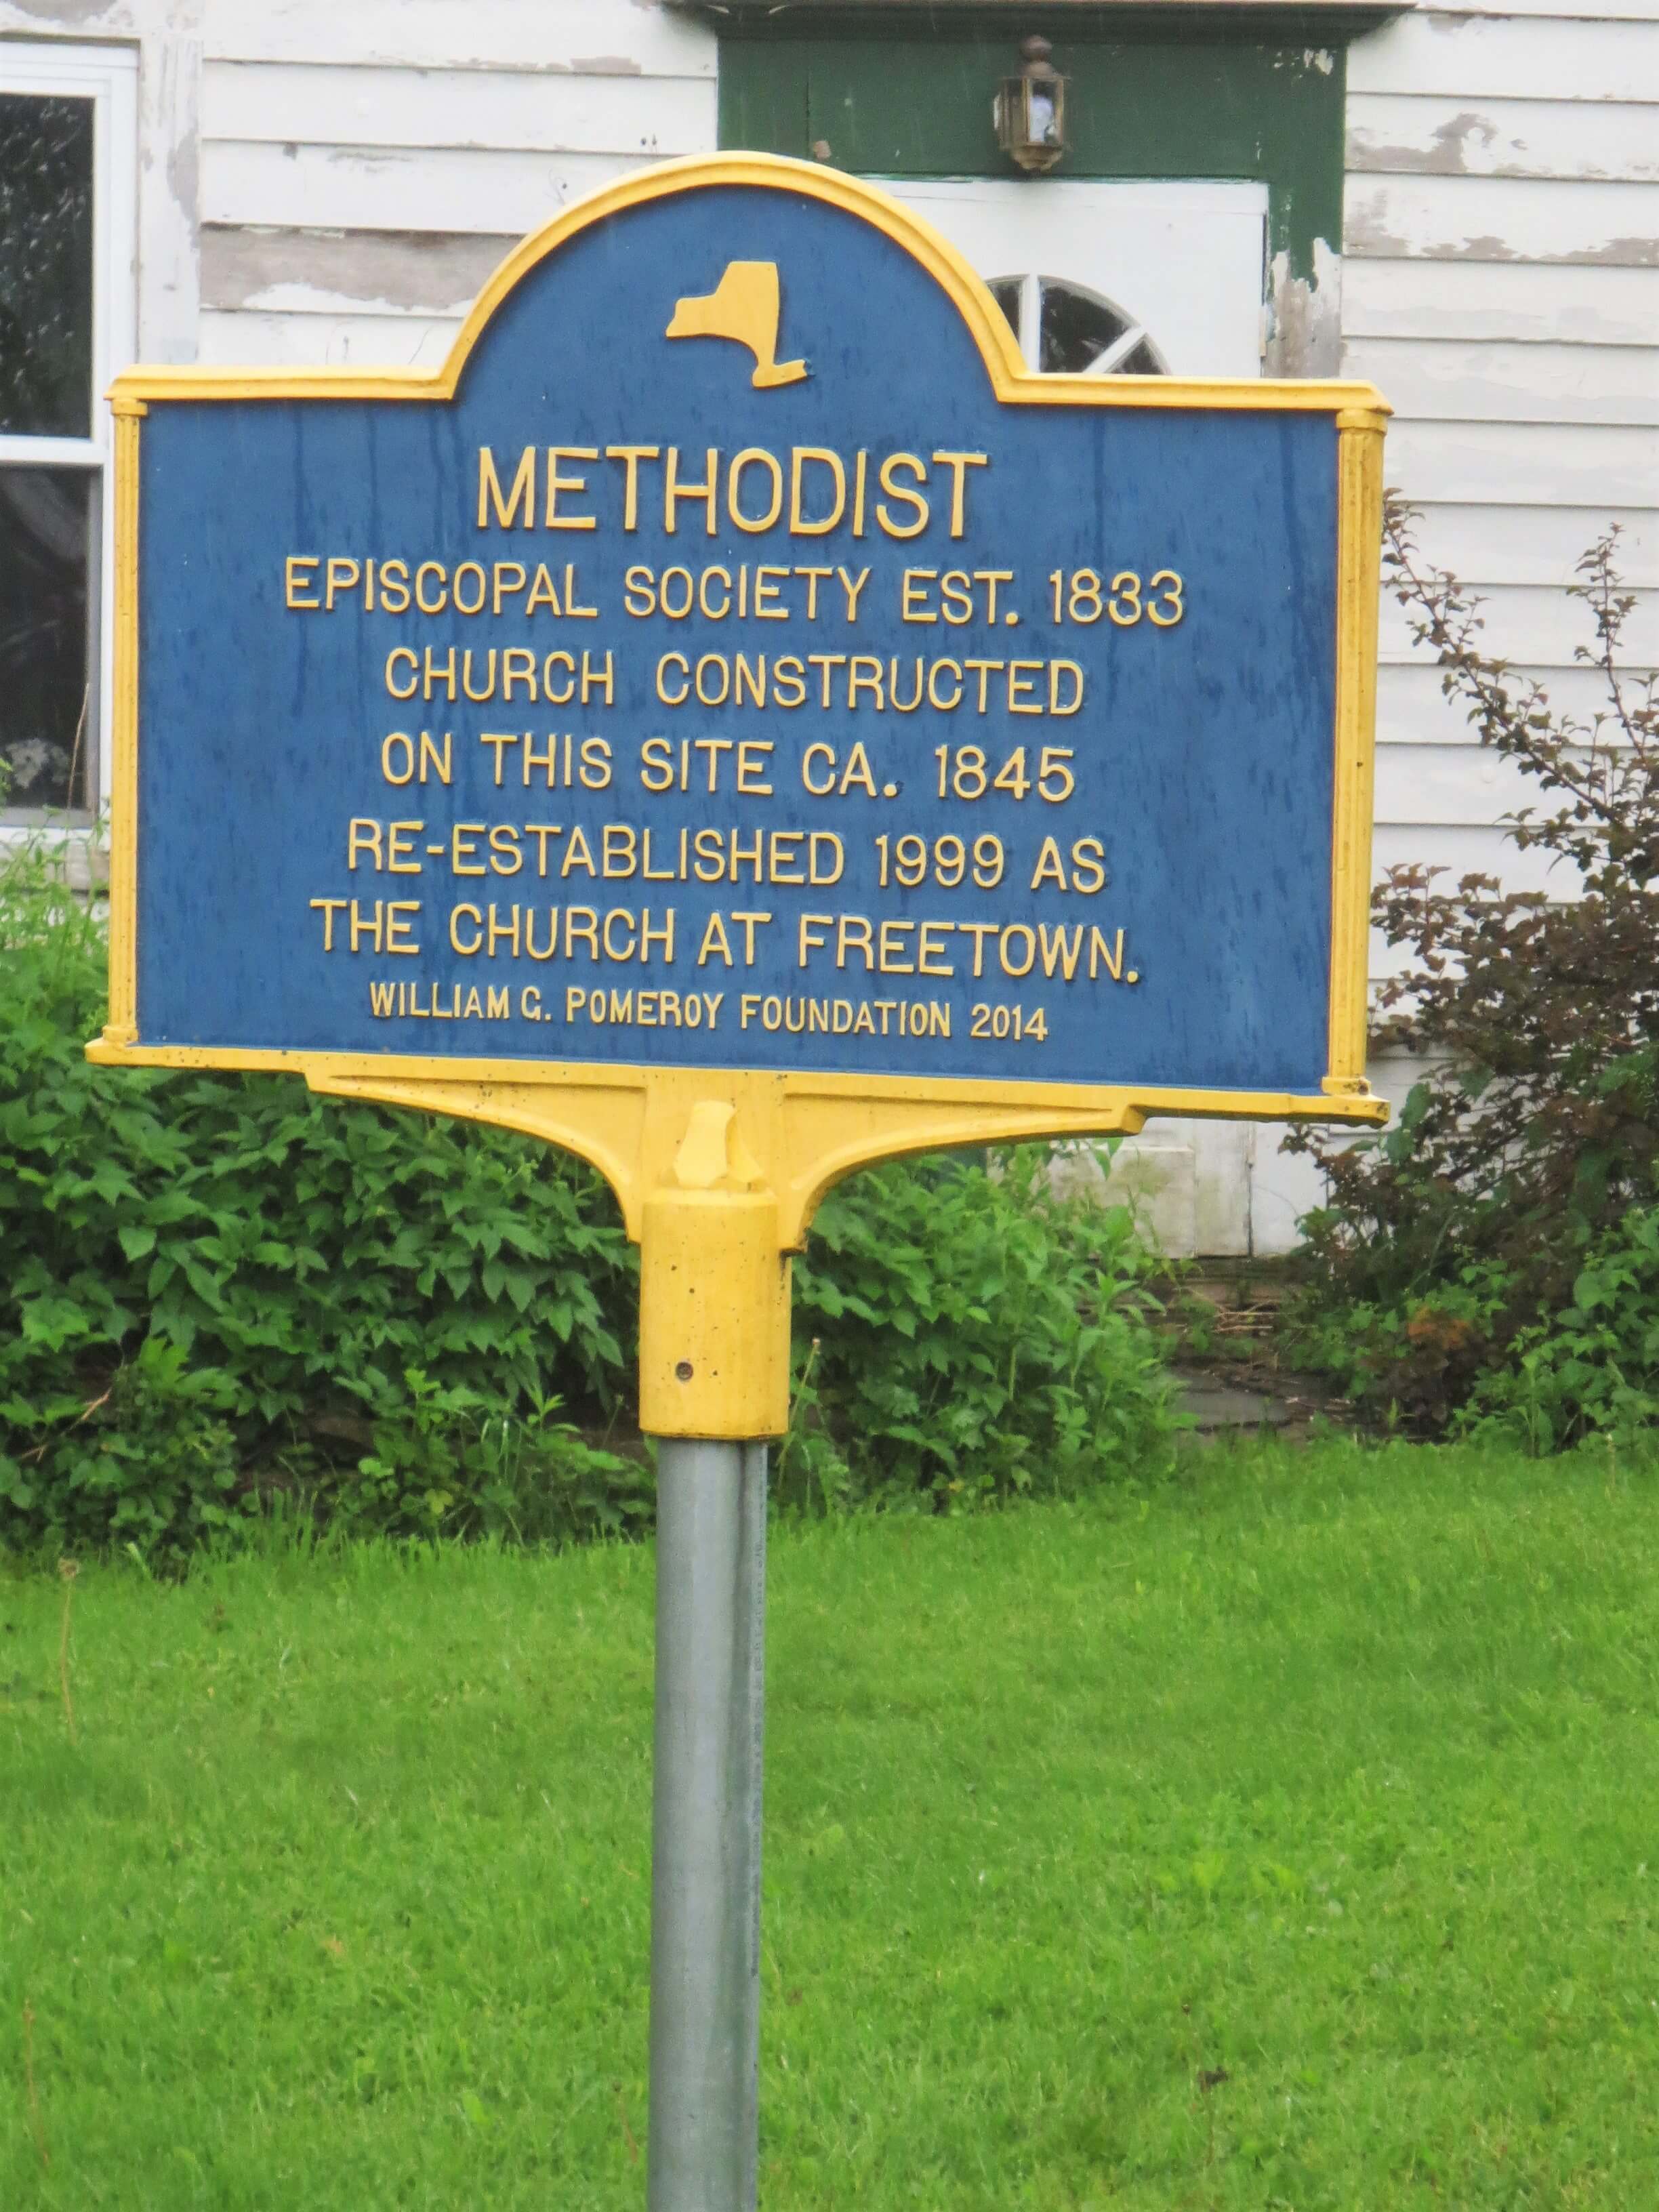 METHODIST
EPISCOPAL SOCIETY EST. 1833
CHURCH CONSTRUCTED
ON THIS SITE CA. 1845
RE-ESTABLISHED 1999 AS
THE CHURCH AT FREETOWN.
WILLIAM G. POMEROY FOUNDATION 2014